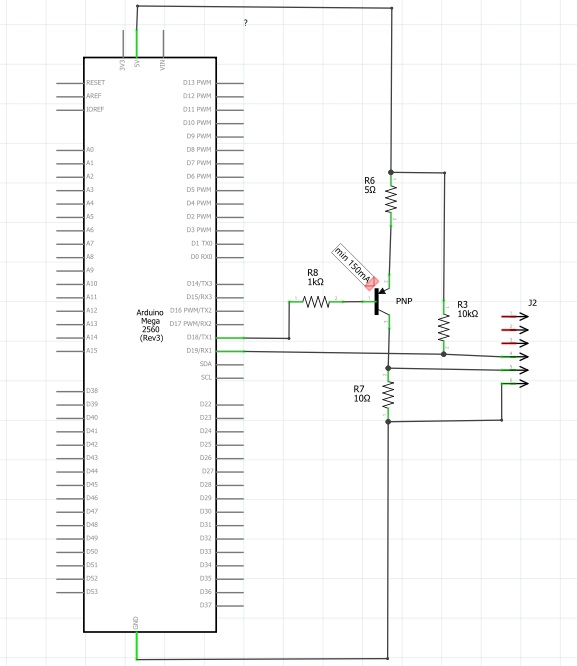 ?
3V3 5V VIN
RESET D13 PWM
AREF D12 PWM
IOREF D11 PWM
D10 PWM
D9 PWM
A0 D8 PWM
A1 D7 PWM
A2 D6 PWM
A3 D5 PWM
A4 D4 PWM
A5 D2 PWM
A6 D3 PWM
A7 D1 TX0
A8 D0 RX0
A9
A10 D14/TX3
A11 D15/RX3
A12 D16 PWM/TX2
A13 D17 PWM/RX2
A14 D18/TX1
A15 D19/RX1
SDA
SCL
Arduino
Mega
2560
(Rev3)
D38
D39 D22
D40 D23
D41 D24
D42 D25
D43 D26
D44 D27
D45 D28
D46 D29
D47 D30
D48 D31
D49 D32
D50 D33
D51 D34
D52 D35
D53 D36
D37
GND
R6
5Ω
min 150mA
R8
1kΩ
PNP
R3
10kΩ
J2
R7
10Ω